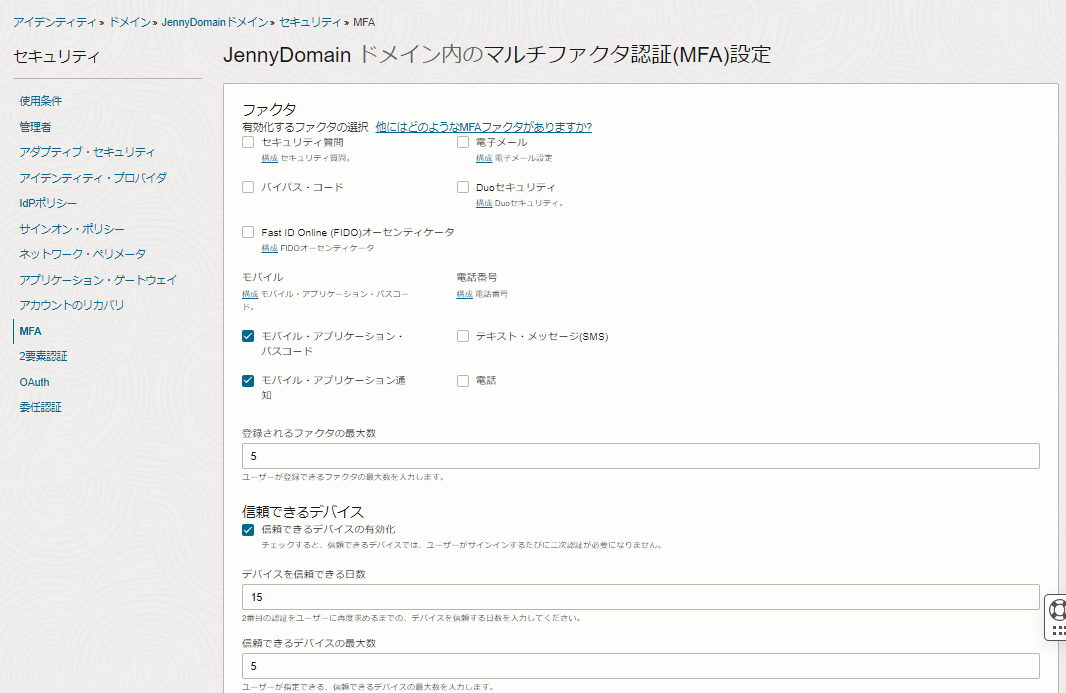 アイデンティティ » ドメイン » JennyDomainドメイン » セキュリティ » MFA
セキュリティ
使用条件
管理者
アダプティブ・セキュリティ
アイデンティティ・プロバイダ
IdPポリシー
サインオン・ポリシー
ネットワーク・ペリメータ
アプリケーション・ゲートウェイ
アカウントのリカバリ
MFA
2要素認証
OAuth
委任認証
JennyDomain ドメイン内のマルチファクタ認証(MFA)設定
ファクタ
有効化するファクタの選択 他にはどのようなMFAファクタがありますか?
セキュリティ質問
構成 セキュリティ質問。
電子メール
構成 電子メール設定
バイパス・コード
Duoセキュリティ
構成 Duoセキュリティ。
Fast ID Online (FIDO)オーセンティケータ
構成 FIDOオーセンティケータ
モバイル
構成 モバイル・アプリケーション・パスコー
ド。
電話番号
構成 電話番号
モバイル・アプリケーション・
パスコード
テキスト・メッセージ(SMS)
モバイル・アプリケーション通
知
電話
登録されるファクタの最大数
5
ユーザーが登録できるファクタの最大数を入力します。
信頼できるデバイス
信頼できるデバイスの有効化
チェックすると、信頼できるデバイスでは、ユーザーがサインインするたびに二次認証が必要になりません。
デバイスを信頼できる日数
15
2番目の認証をユーザーに再度求めるまでの、デバイスを信頼する日数を入力してください。
信頼できるデバイスの最大数
5
ユーザーが指定できる、信頼できるデバイスの最大数を入力します。